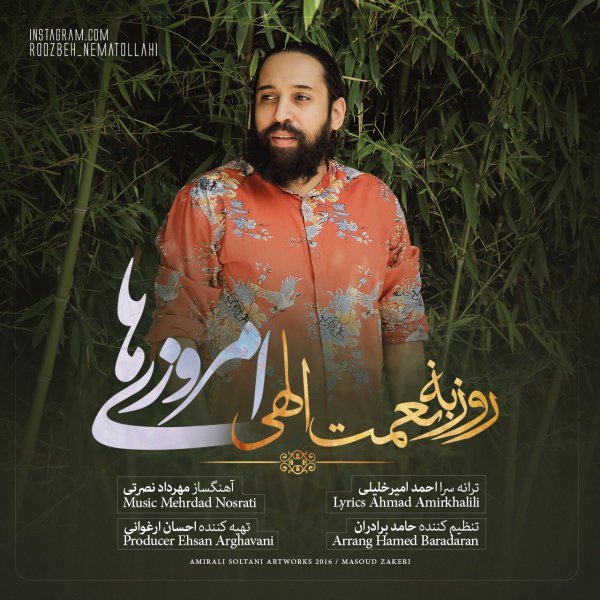 INSTAGRAM.COM
ROOZBEH_NEMATOLLAHI
امروزی ها
روزبه نعمت الهی
ترانه سرا احمد امیرخلیلی
Lyrics Ahmad Amirkhalili
آهنگساز مهرداد نصرتی
Music Mehrdad Nosrati
تنظیم کننده حامد برادران
Arrang Hamed Baradaran
تهیه کننده احسان ارغوانی
Producer Ehsan Arghavani
AMIRALI SOLTANI ARTWORKS 2016 / MASOUD ZAKERI